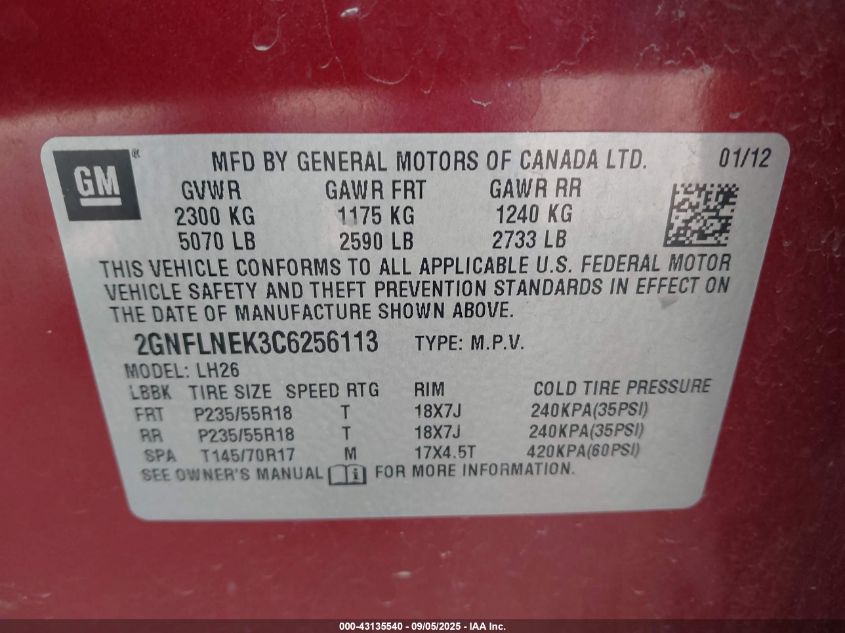 GM ® MFD BY GENERAL MOTORS OF CANADA LTD. 01/12
GVWR GAWR FRT GAWR RR
2300 KG 1175 KG 1240 KG
5070 LB 2590 LB 2733 LB
THIS VEHICLE CONFORMS TO ALL APPLICABLE U.S. FEDERAL MOTOR
VEHICLE SAFETY AND THEFT PREVENTION STANDARDS IN EFFECT ON
THE DATE OF MANUFACTURE SHOWN ABOVE.
2GNFLNEK3C6256113 TYPE: M.P.V.
MODEL: LH26
LBBK TIRE SIZE SPEED RTG RIM COLD TIRE PRESSURE
FRT P235/55R18 T 18X7J 240KPA(35PSI)
RR P235/55R18 T 18X7J 240KPA(35PSI)
SPA T145/70R17 M 17X4.5T 420KPA(60PSI)
SEE OWNER'S MANUAL FOR MORE INFORMATION.
000-43135540 - 09/05/2025 - IAA Inc.